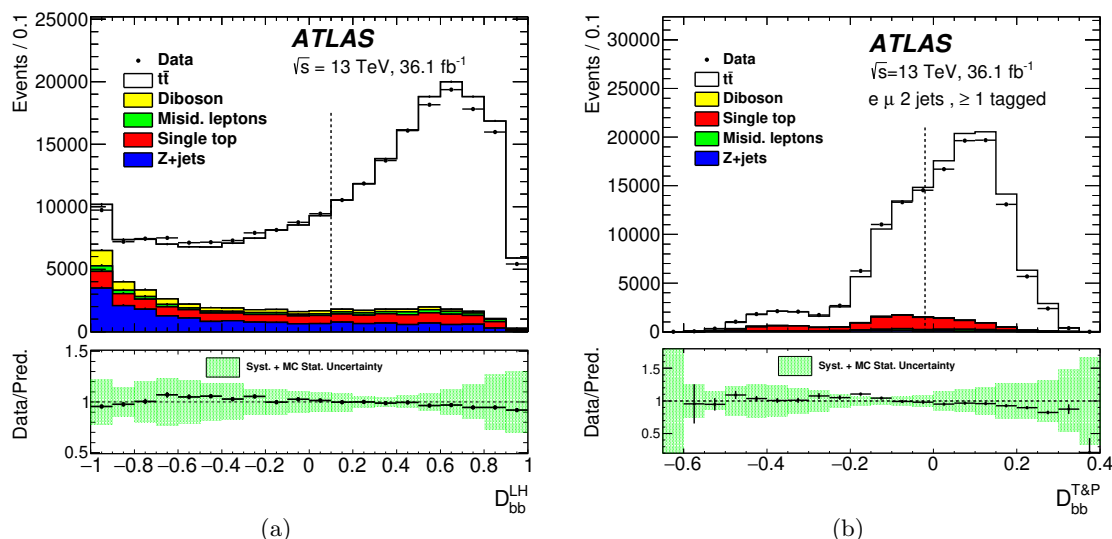 Events / 0.1
25000
20000
15000
10000
5000
0
ATLAS
√s = 13 TeV, 36.1 fb⁻¹
Data
tt̄
Diboson
Misid. leptons
Single top
Z+jets
Data/Pred.
1.5
1
0.5
Syst. + MC Stat. Uncertainty
−1 −0.8 −0.6 −0.4 −0.2 0 0.2 0.4 0.6 0.8 1
D_bb^LH
(a)
Events / 0.1
30000
25000
20000
15000
10000
5000
0
ATLAS
√s=13 TeV, 36.1 fb⁻¹
e μ 2 jets , ≥ 1 tagged
Data
tt̄
Diboson
Single top
Misid. leptons
Z+jets
Data/Pred.
1.5
1
0.5
Syst. + MC Stat. Uncertainty
−0.6 −0.4 −0.2 0 0.2 0.4
D_bb^T&P
(b)